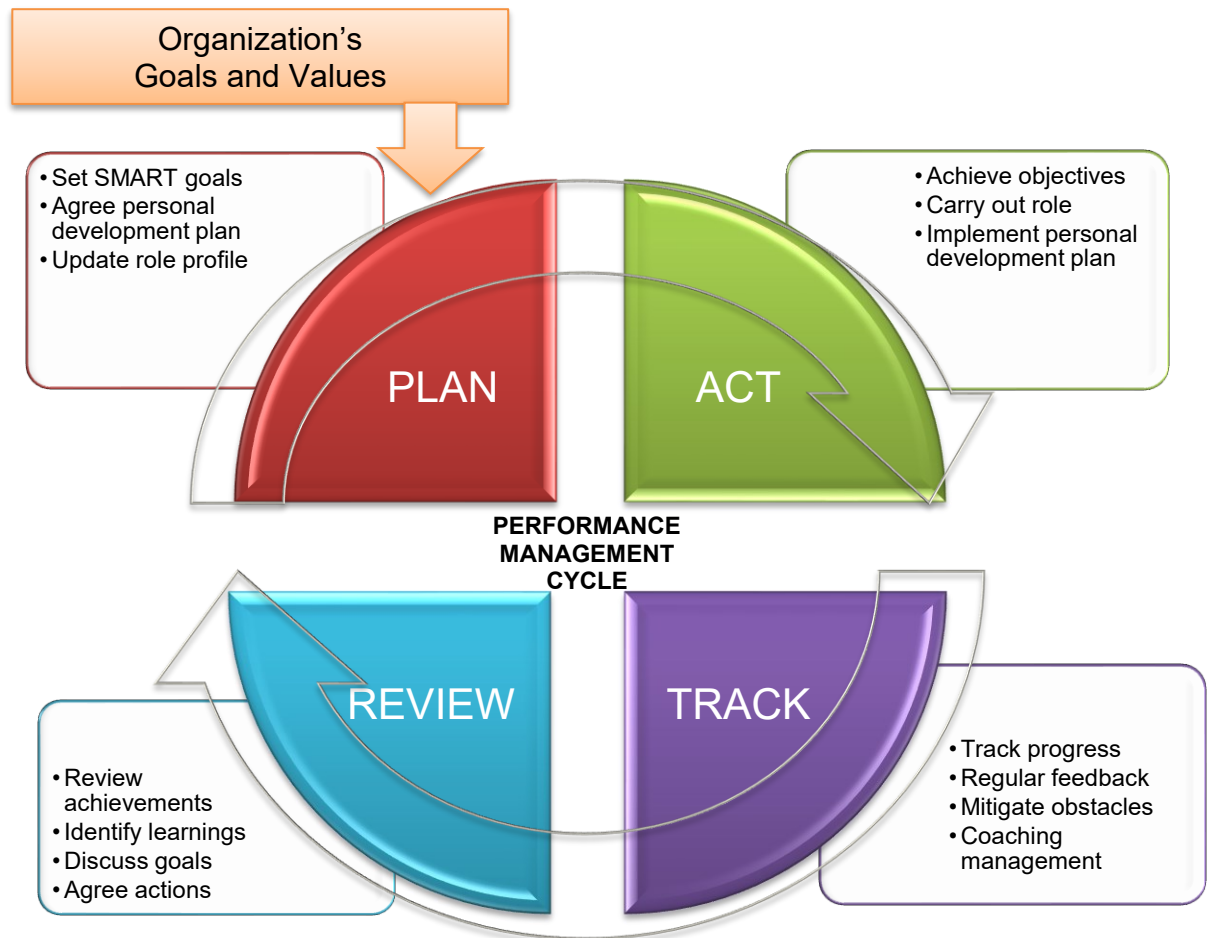 Organization’s
Goals and Values
• Set SMART goals
• Agree personal
development plan
• Update role profile
• Achieve objectives
• Carry out role
• Implement personal
development plan
PLAN
ACT
PERFORMANCE
MANAGEMENT
CYCLE
REVIEW
TRACK
• Review
achievements
• Identify learnings
• Discuss goals
• Agree actions
• Track progress
• Regular feedback
• Mitigate obstacles
• Coaching
management